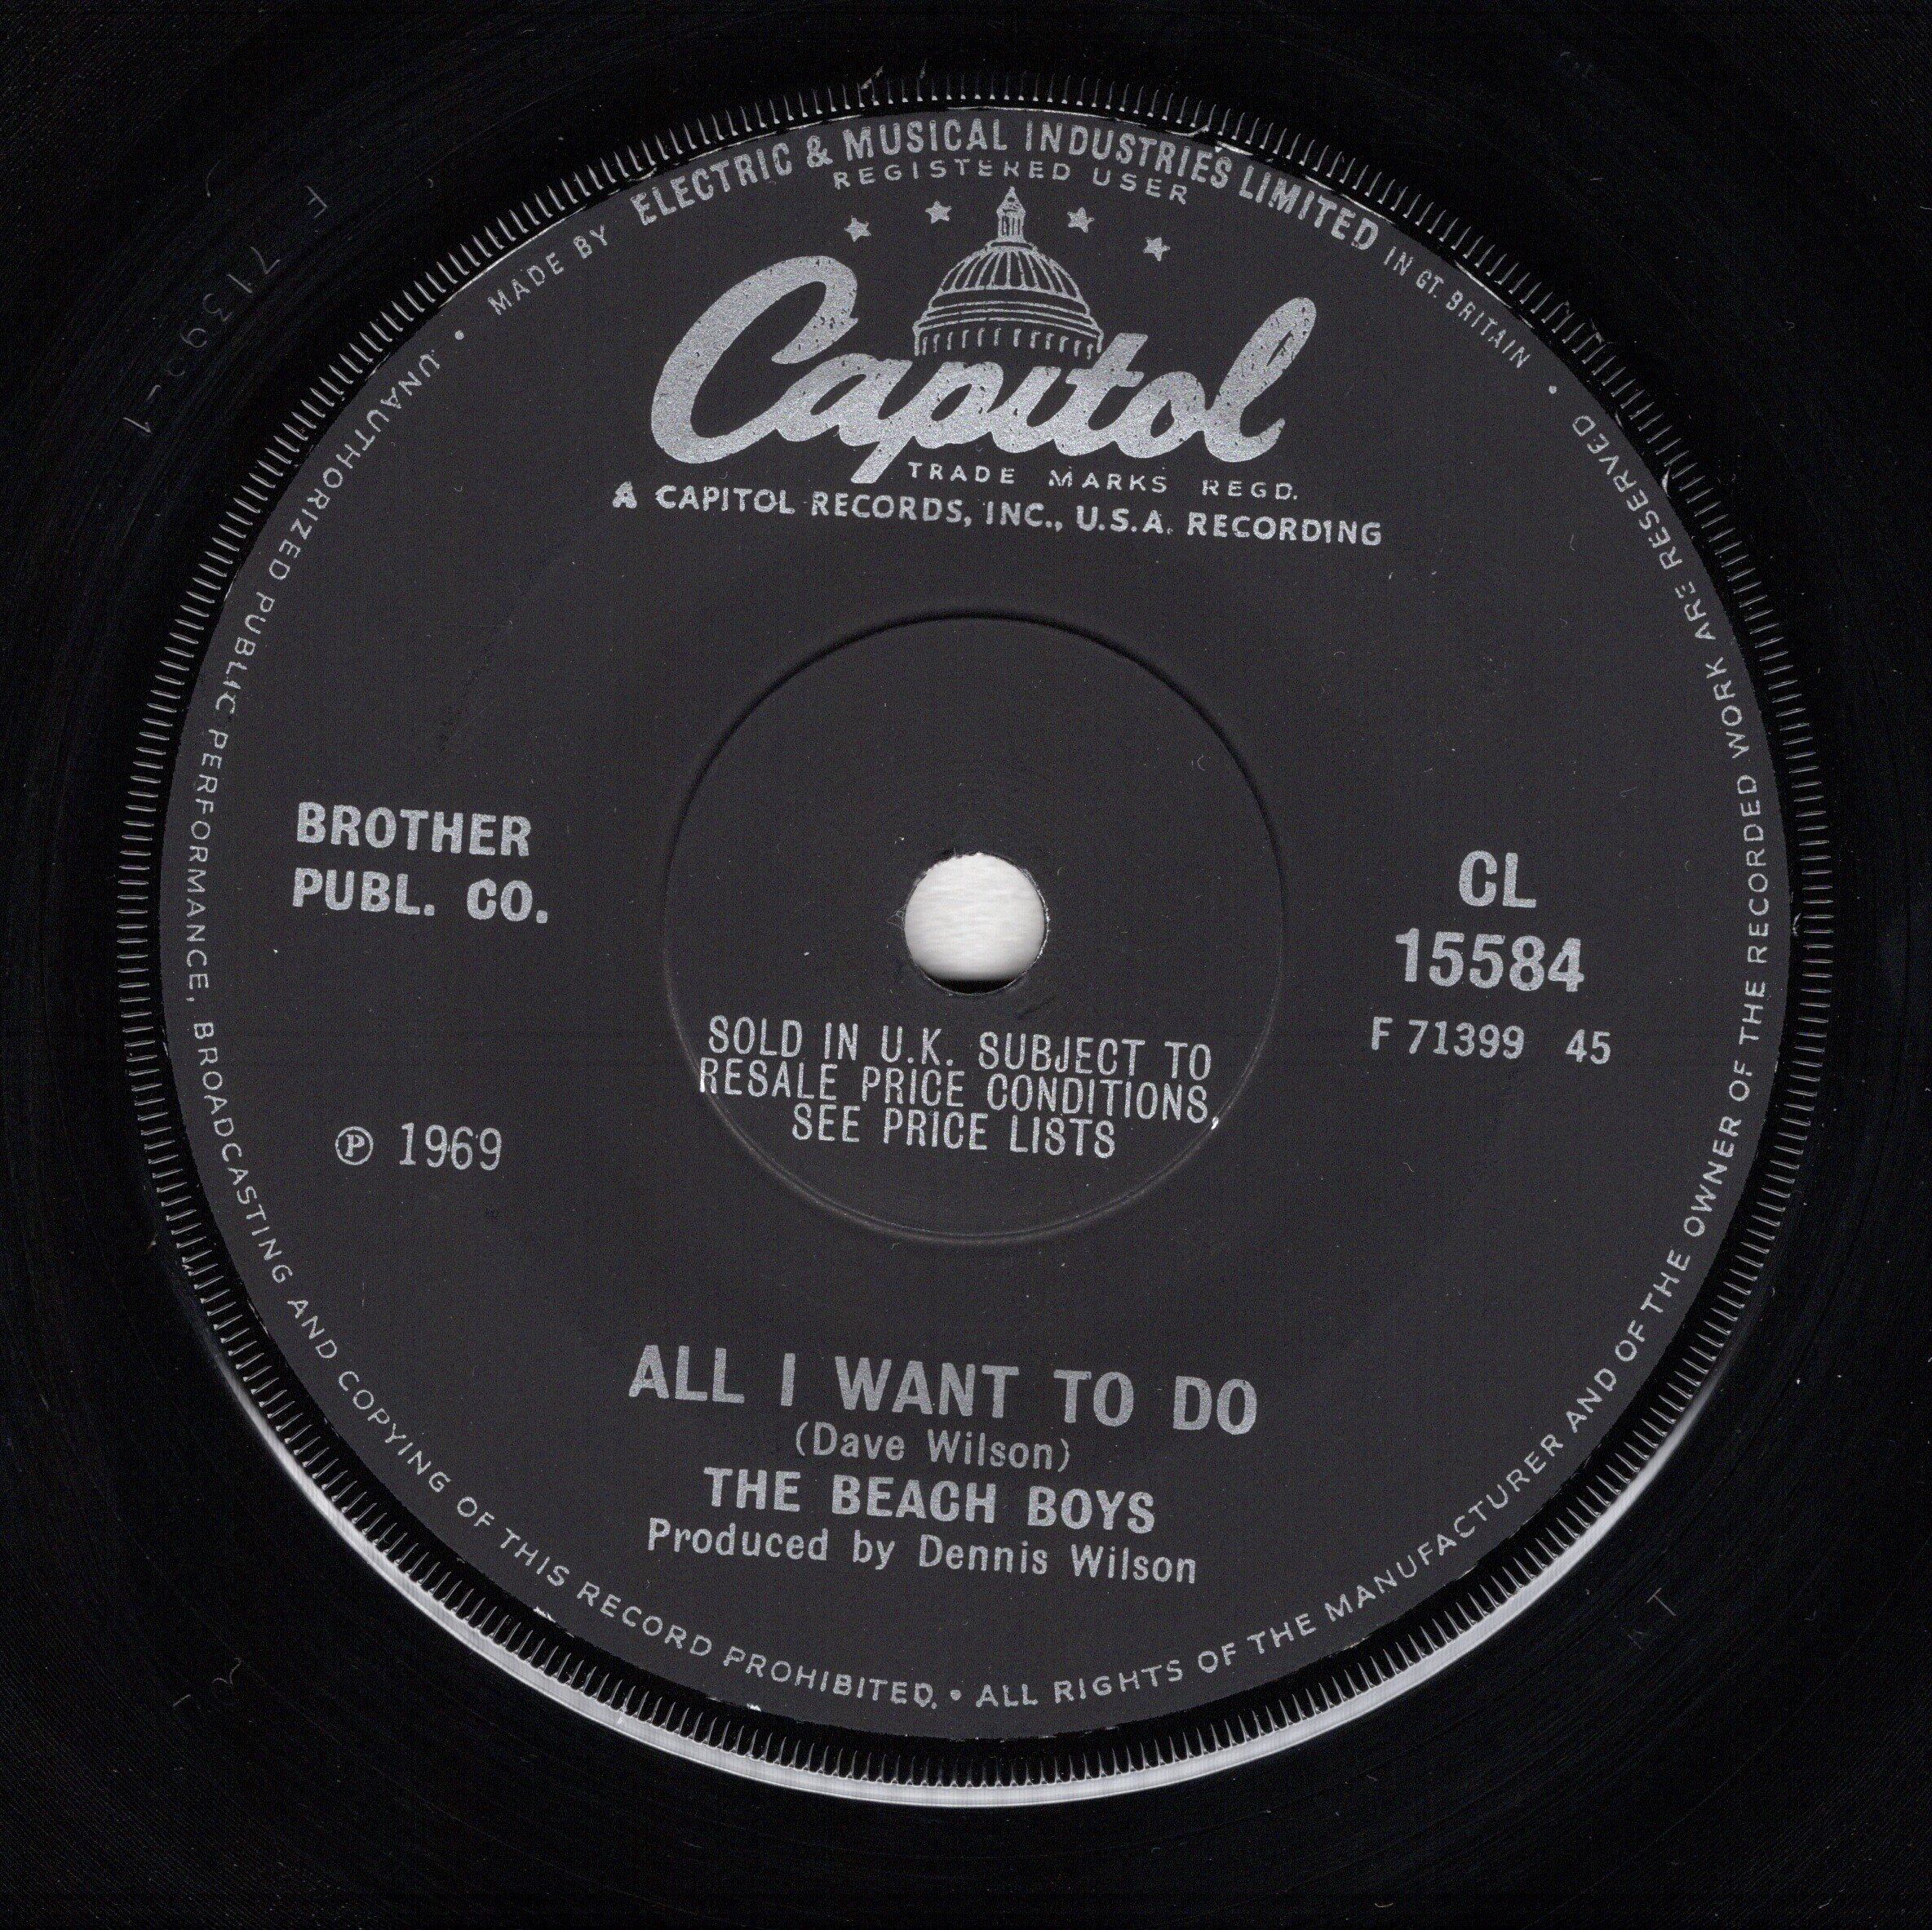 MADE BY ELECTRIC & MUSICAL INDUSTRIES LIMITED IN GT. BRITAIN
REGISTERED USER
Capitol
TRADE MARKS REGD.
A CAPITOL RECORDS, INC., U.S.A. RECORDING
BROTHER
PUBL. CO.
CL
15584
F 71399 45
SOLD IN U.K. SUBJECT TO
RESALE PRICE CONDITIONS,
SEE PRICE LISTS
℗ 1969
ALL I WANT TO DO
(Dave Wilson)
THE BEACH BOYS
Produced by Dennis Wilson
• UNAUTHORIZED PUBLIC PERFORMANCE, BROADCASTING AND COPYING OF THIS RECORD PROHIBITED. • ALL RIGHTS OF THE MANUFACTURER AND OF THE OWNER OF THE RECORDED WORK ARE RESERVED •
F 71399-1